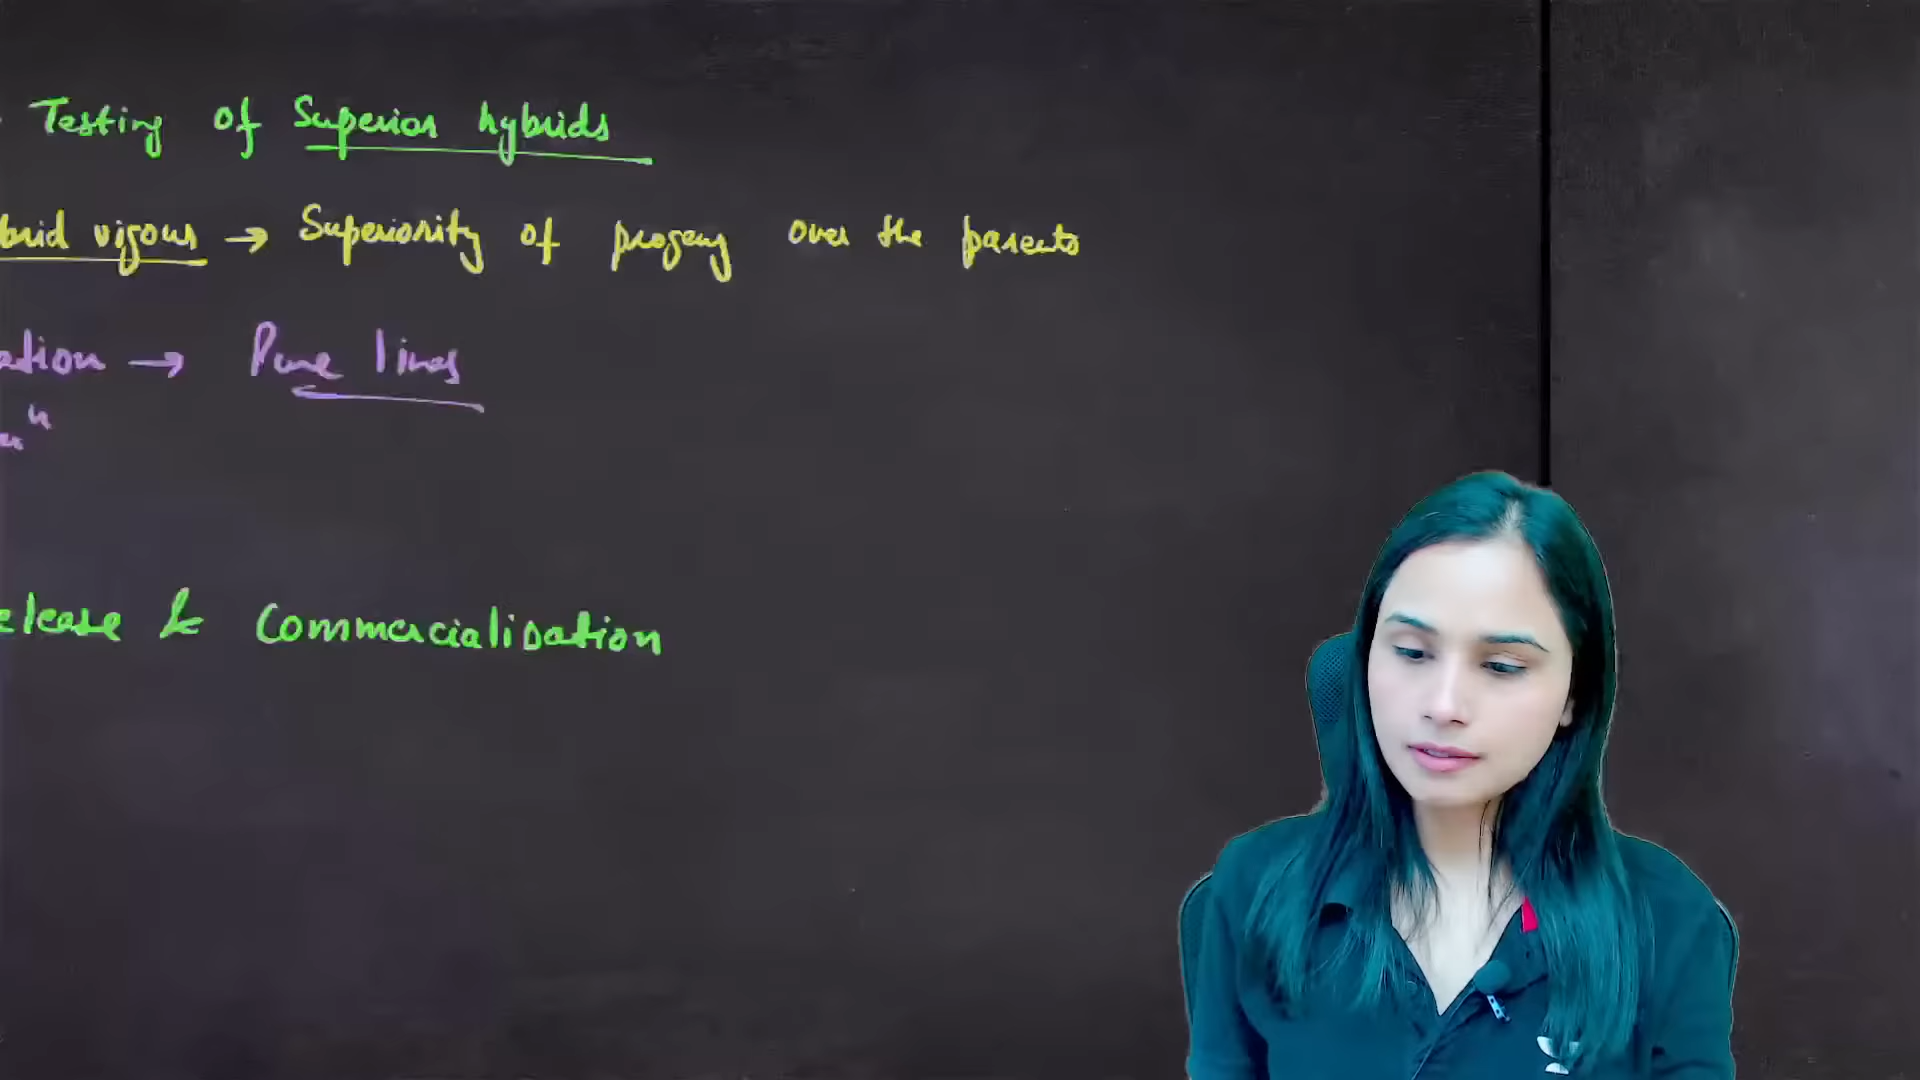 Testing of Superior hybrids
brid vigour → Superiority of progeny over the parents
ation → Pure lines
elease & Commercialisation